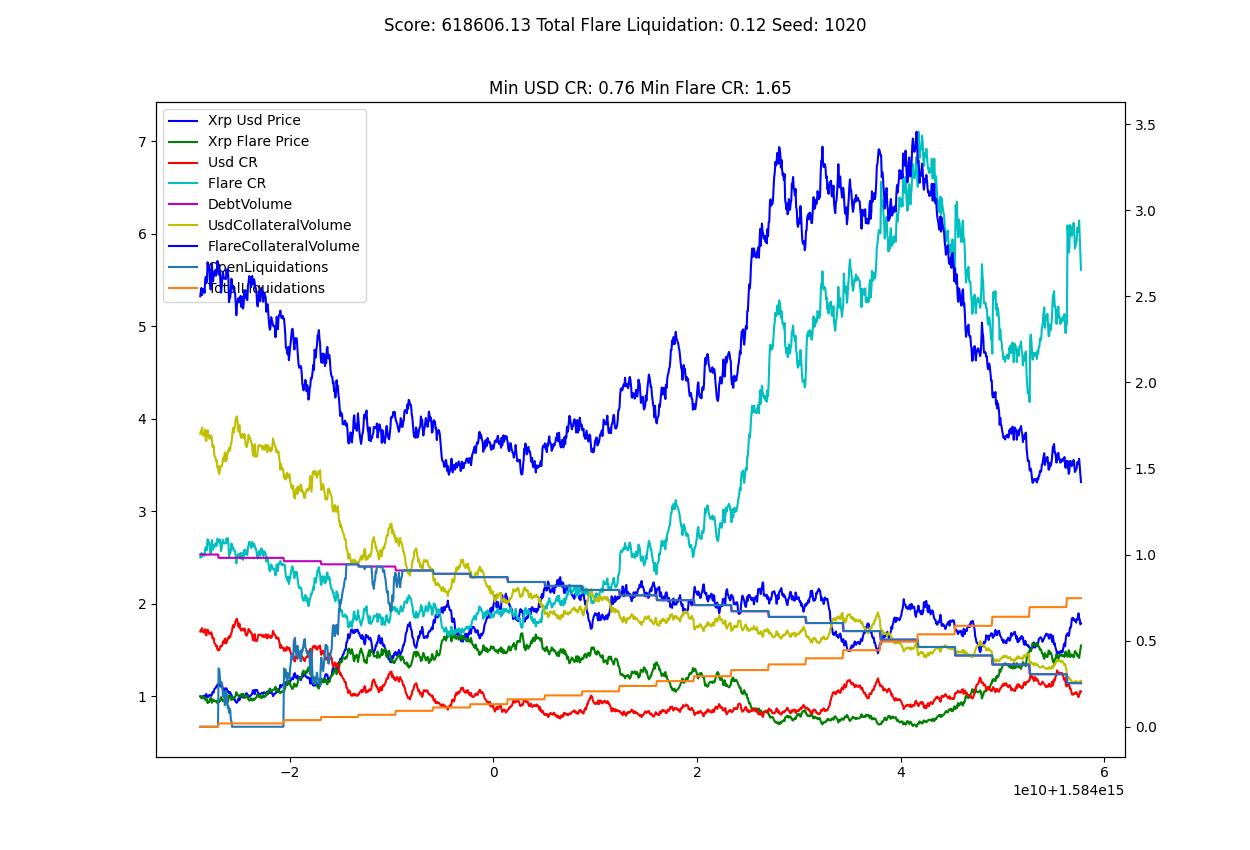 Score: 618606.13 Total Flare Liquidation: 0.12 Seed: 1020
Min USD CR: 0.76 Min Flare CR: 1.65
Xrp Usd Price
Xrp Flare Price
Usd CR
Flare CR
DebtVolume
UsdCollateralVolume
FlareCollateralVolume
OpenLiquidations
TotalLiquidations
7
6
5
4
3
2
1
3.5
3.0
2.5
2.0
1.5
1.0
0.5
0.0
−2
0
2
4
6
1e10+1.584e15